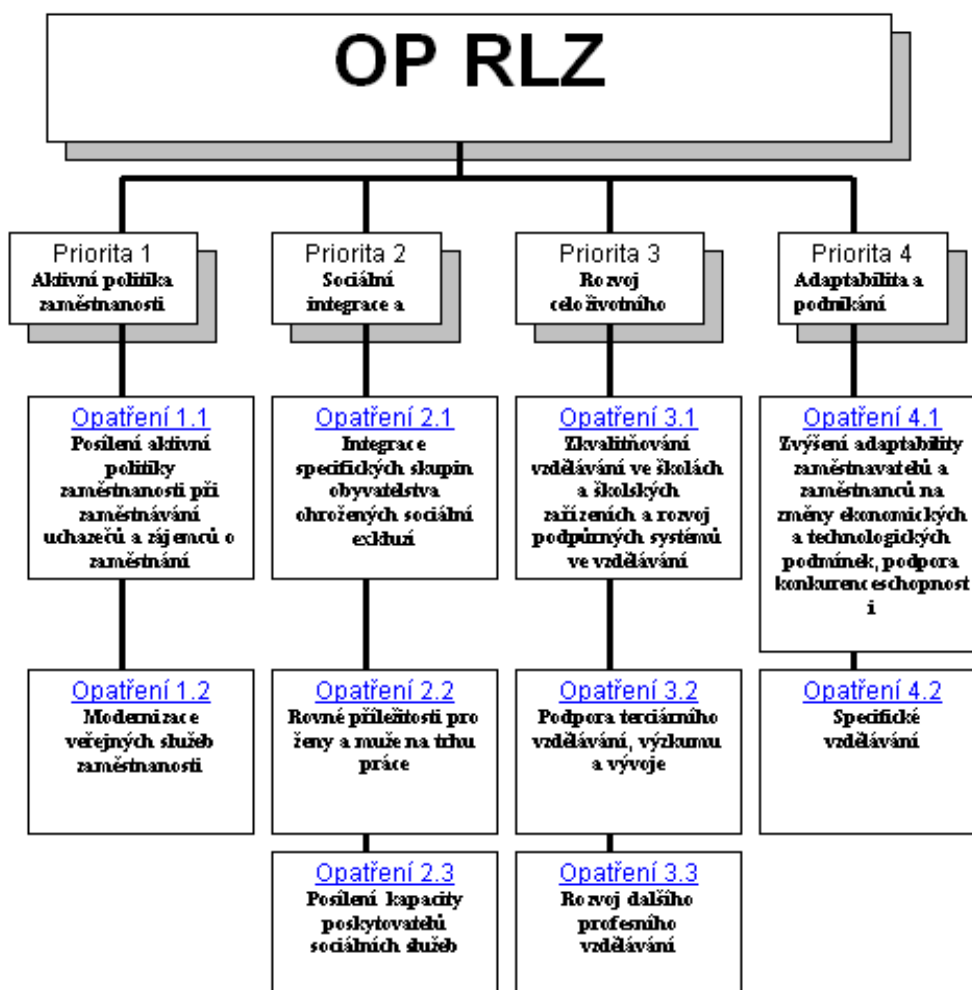 OP RLZ
Priorita 1
Aktivní politika
zaměstnanosti
Priorita 2
Sociální
integrace a
Priorita 3
Rozvoj
celoživotního
Priorita 4
Adaptabilita a
podnikání
Opatření 1.1
Posílení aktivní
politiky
zaměstnanosti při
zaměstnávání
uchazečů a zájemců o
zaměstnání
Opatření 2.1
Integrace
specifických skupin
obyvatelstva
ohrožených sociální
exkluzí
Opatření 3.1
Zkvalitňování
vzdělávání ve školách
a školských
zařízeních a rozvoj
podpůrných systémů
ve vzdělávání
Opatření 4.1
Zvýšení adaptability
zaměstnavatelů a
zaměstnanců na
změny ekonomických
a technologických
podmínek, podpora
konkurenceschopnost
i
Opatření 1.2
Modernizace
veřejných služeb
zaměstnanosti
Opatření 2.2
Rovné příležitosti pro
ženy a muže na trhu
práce
Opatření 3.2
Podpora terciárního
vzdělávání, výzkumu
a vývoje
Opatření 4.2
Specifické
vzdělávání
Opatření 2.3
Posílení kapacity
poskytovatelů
sociálních služeb
Opatření 3.3
Rozvoj dalšího
profesního
vzdělávání